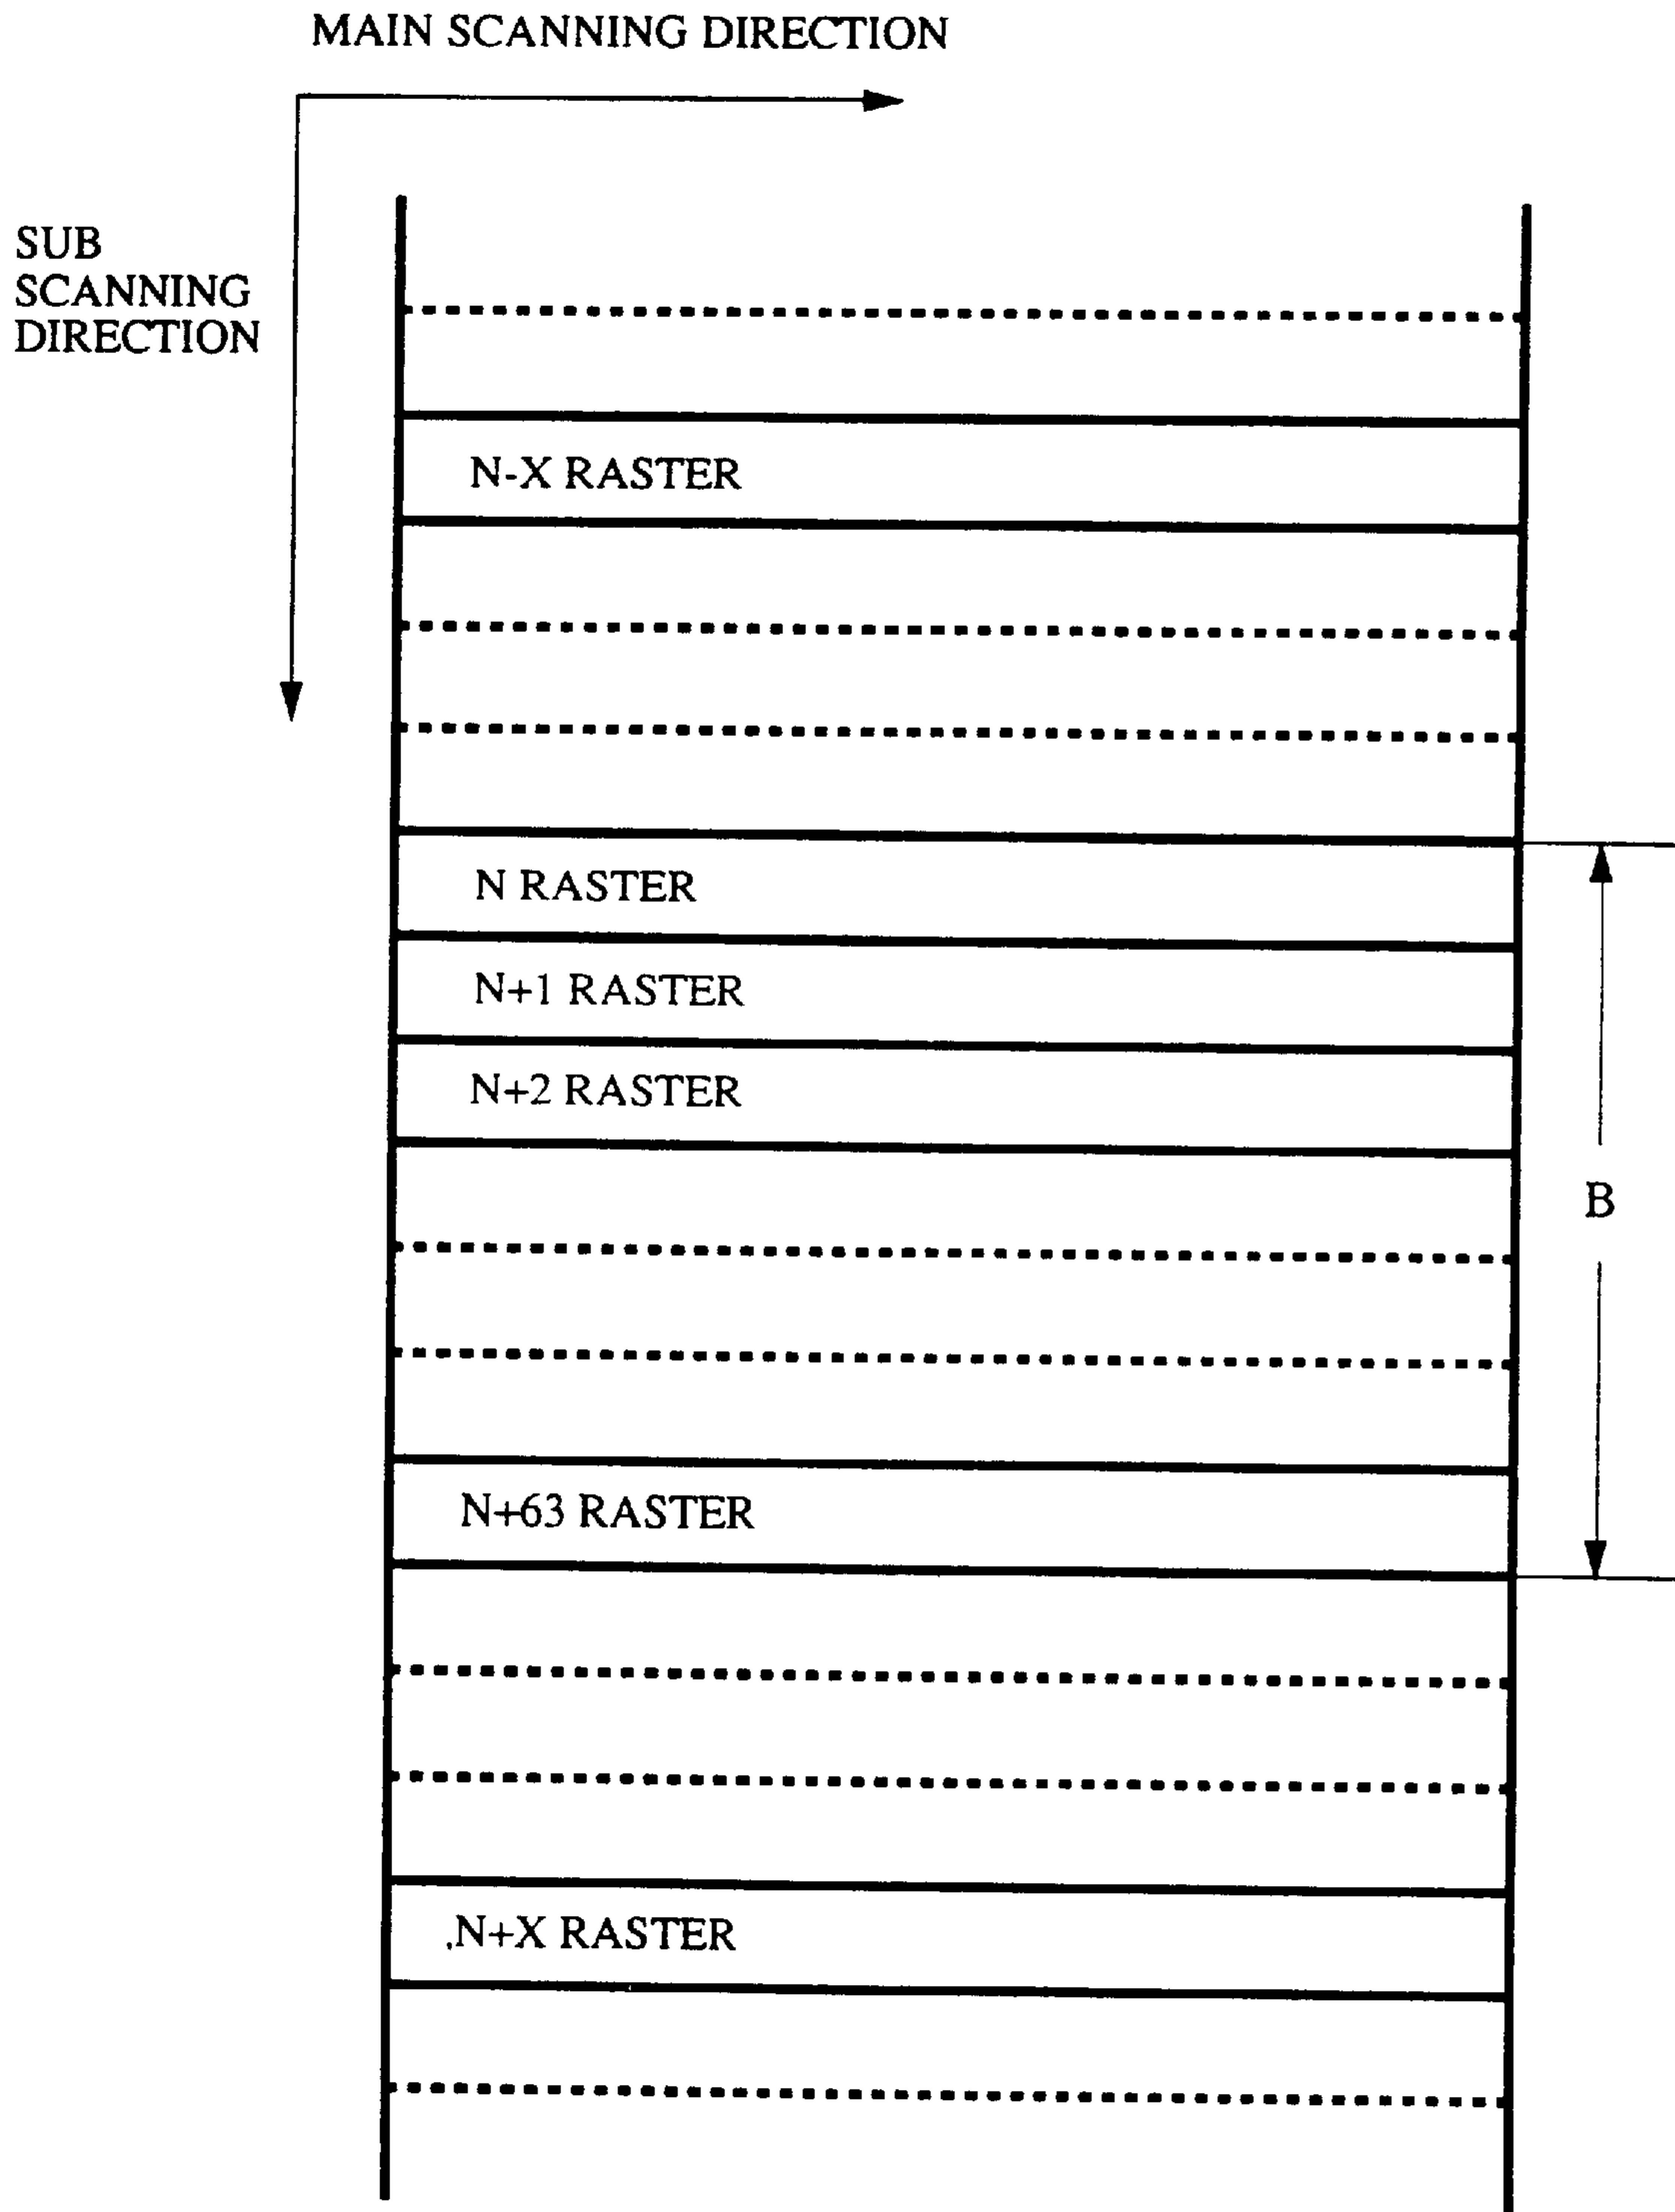 MAIN SCANNING DIRECTION
SUB
SCANNING
DIRECTION
N-X RASTER
N RASTER
N+1 RASTER
N+2 RASTER
B
N+63 RASTER
N+X RASTER